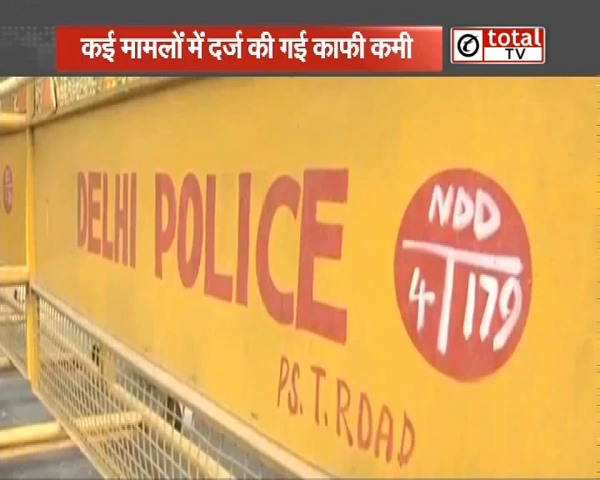 कई मामलों में दर्ज की गई काफी कमी
total
TV
DELHI POLICE
NDD
4 179
PS. T. ROAD